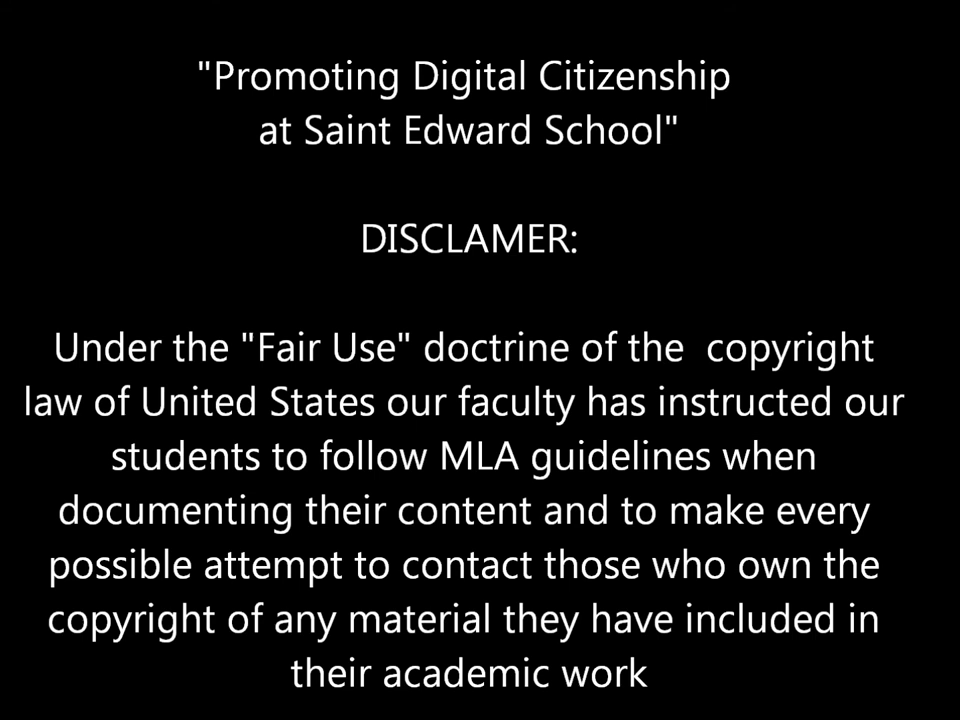 "Promoting Digital Citizenship
at Saint Edward School"
DISCLAMER:
Under the "Fair Use" doctrine of the  copyright
law of United States our faculty has instructed our
students to follow MLA guidelines when
documenting their content and to make every
possible attempt to contact those who own the
copyright of any material they have included in
their academic work